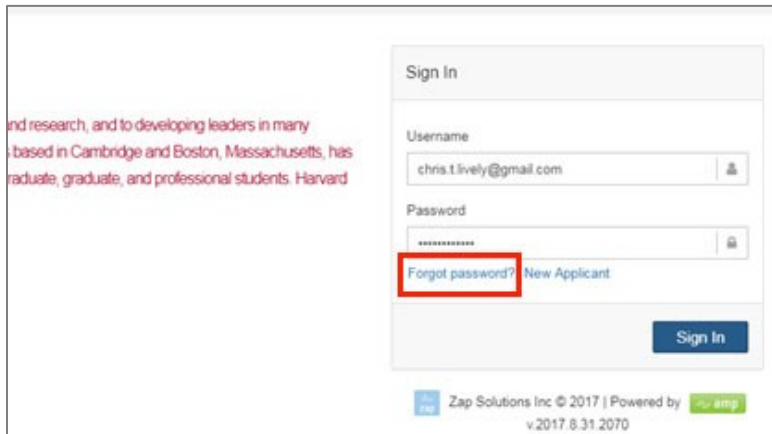 and research, and to developing leaders in many
based in Cambridge and Boston, Massachusetts, has
graduate, graduate, and professional students. Harvard
Sign In
Username
chris.t.lively@gmail.com
Password
Forgot password? New Applicant
Sign In
Zap Solutions Inc © 2017 | Powered by amp
v.2017.8.31.2070